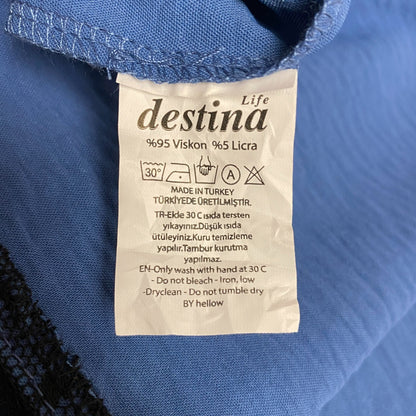 destina Life
%95 Viskon %5 Licra
30° A
MADE IN TURKEY
TÜRKİYEDE ÜRETİLMİŞTİR.
TR-Ekle 30 C ısıda tersten
yıkayınız.Düşük ısıda
ütüleyiniz.Kuru temizleme
yapılır.Tambur kurutma
yapılmaz.
EN-Only wash with hand at 30 C
- Do not bleach - Iron, low
-Dryclean - Do not tumble dry
BY hellow